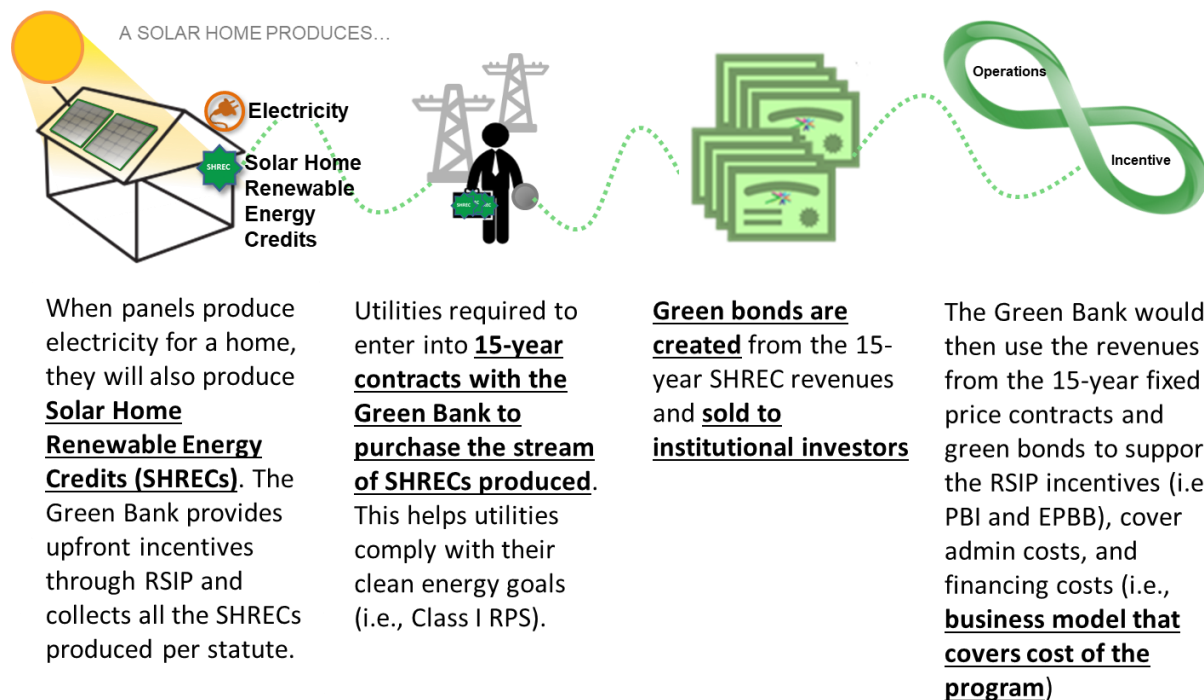 A SOLAR HOME PRODUCES…
Electricity
SHREC
Solar Home
Renewable
Energy
Credits
SHREC
Operations
Incentive
When panels produce
electricity for a home,
they will also produce
Solar Home
Renewable Energy
Credits (SHRECs). The
Green Bank provides
upfront incentives
through RSIP and
collects all the SHRECs
produced per statute.
Utilities required to
enter into 15-year
contracts with the
Green Bank to
purchase the stream
of SHRECs produced.
This helps utilities
comply with their
clean energy goals
(i.e., Class I RPS).
Green bonds are
created from the 15-
year SHREC revenues
and sold to
institutional investors
The Green Bank would
then use the revenues
from the 15-year fixed
price contracts and
green bonds to suppor
the RSIP incentives (i.e
PBI and EPBB), cover
admin costs, and
financing costs (i.e.,
business model that
covers cost of the
program)